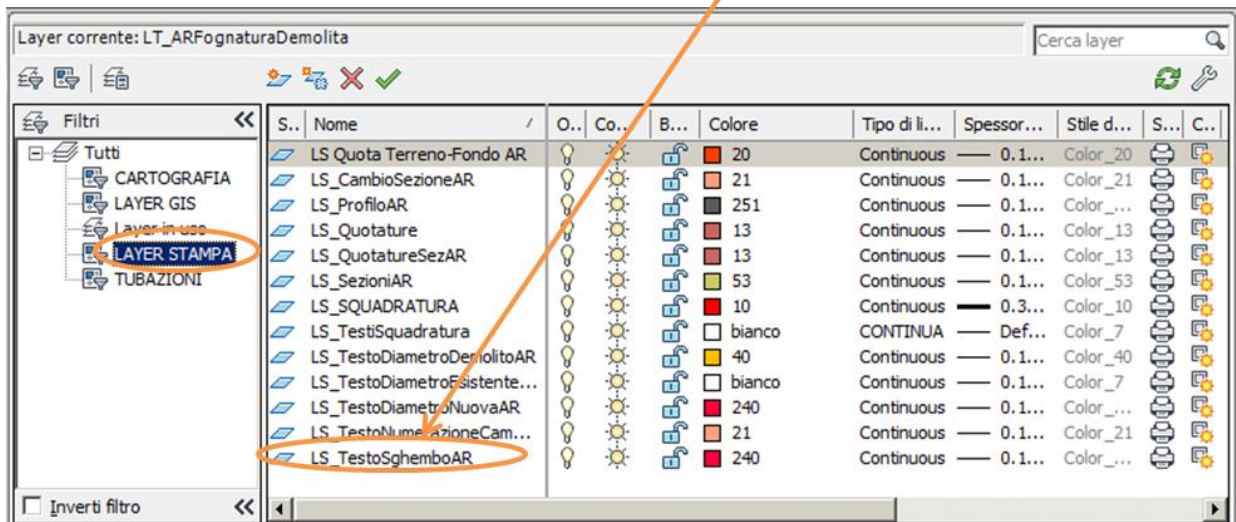 Layer corrente: LT_ARFognaturaDemolita
Cerca layer
Filtri
S.. Nome O.. Co... B... Colore Tipo di li... Spessor... Stile d... S... C..
Tutti
CARTOGRAFIA
LAYER GIS
Layer in uso
LAYER STAMPA
TUBAZIONI
LS Quota Terreno-Fondo AR 20 Continuous 0.1... Color_20
LS_CambioSezioneAR 21 Continuous 0.1... Color_21
LS_ProfiloAR 251 Continuous 0.1... Color_...
LS_Quotature 13 Continuous 0.1... Color_13
LS_QuotatureSezAR 13 Continuous 0.1... Color_13
LS_SezioniAR 53 Continuous 0.1... Color_53
LS_SQUADRATURA 10 Continuous 0.3... Color_10
LS_TestiSquadratura bianco CONTINUA Def... Color_7
LS_TestoDiametroDemolitoAR 40 Continuous 0.1... Color_40
LS_TestoDiametroEsistente... bianco Continuous 0.1... Color_7
LS_TestoDiametroNuovaAR 240 Continuous 0.1... Color_...
LS_TestoNumerazioneCam... 21 Continuous 0.1... Color_21
LS_TestoSghemboAR 240 Continuous 0.1... Color_...
Inverti filtro